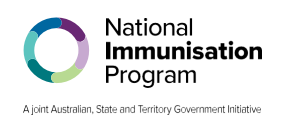 National
Immunisation
Program
A joint Australian, State and Territory Government Initiative